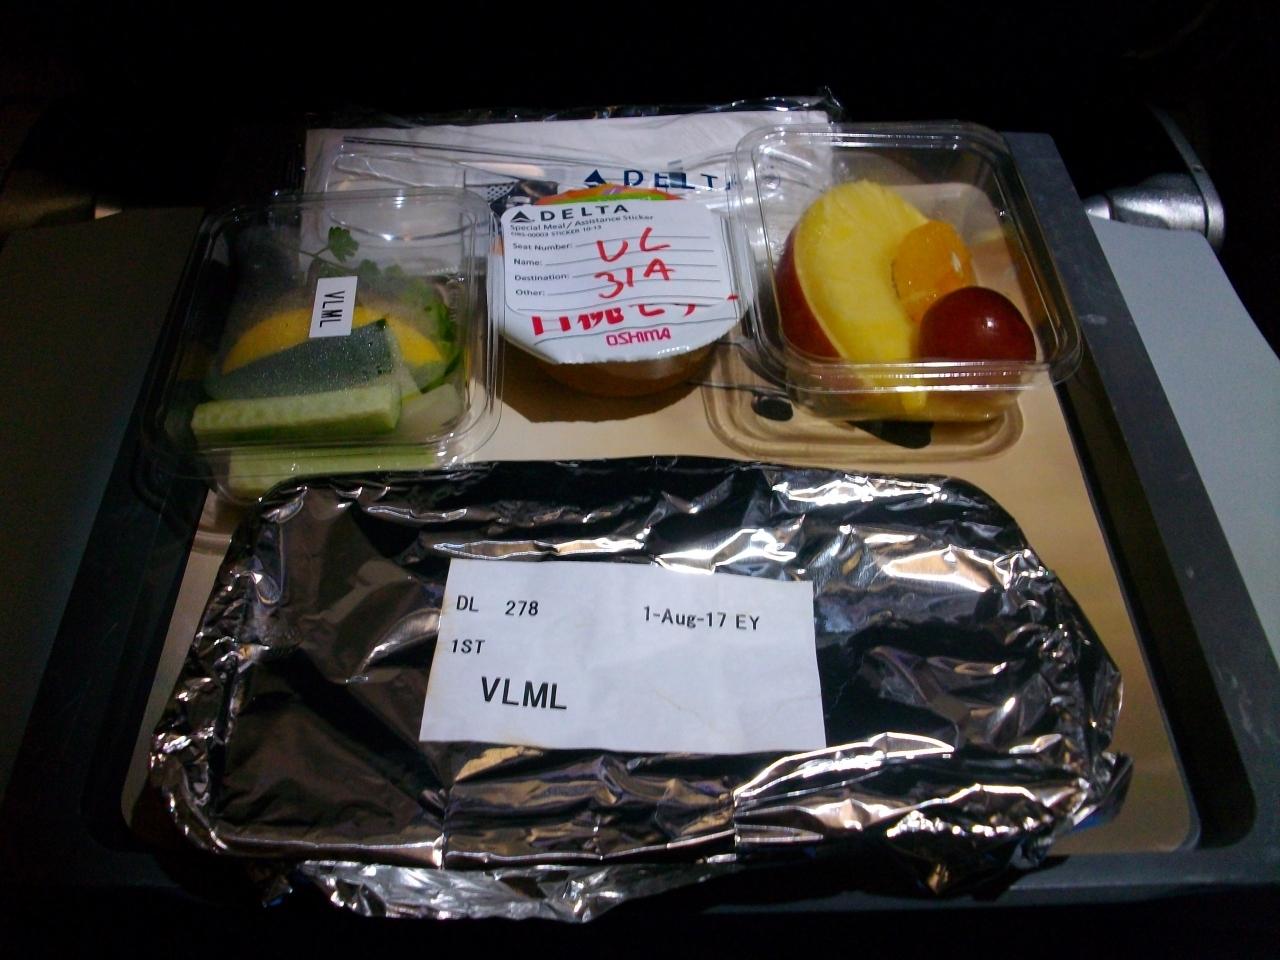 DELTA
DELTA
Special Meal/Assistance Sticker
Seat Number:
VL
Name:
Destination: 31A
Other:
OSHIMA
VLML
DL 278 1-Aug-17 EY
1ST
VLML